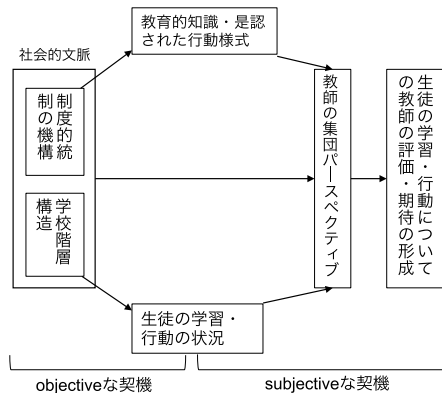 社会的文脈
教育的知識・是認
された行動様式
制度的統
制の機構
学校階層
構造
教師の集団パースペクティブ
生徒の学習・行動について
の教師の評価・期待の形成
生徒の学習・
行動の状況
objectiveな契機
subjectiveな契機